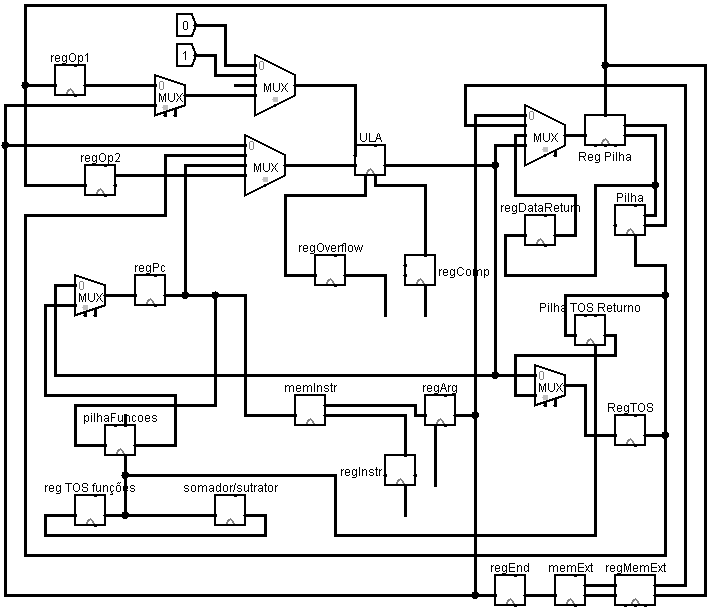 0
regOp1
1
0
MUX
MUX
0
ULA
0
MUX
Reg Pilha
0
MUX
regOp2
Pilha
regDataReturn
regOverflow
regComp
regPc
0
MUX
Pilha TOS Returno
0
MUX
memInstr
regArg
RegTOS
pilhaFuncoes
regInstr
reg TOS funções
somador/sutrator
regEnd
memExt
regMemExt